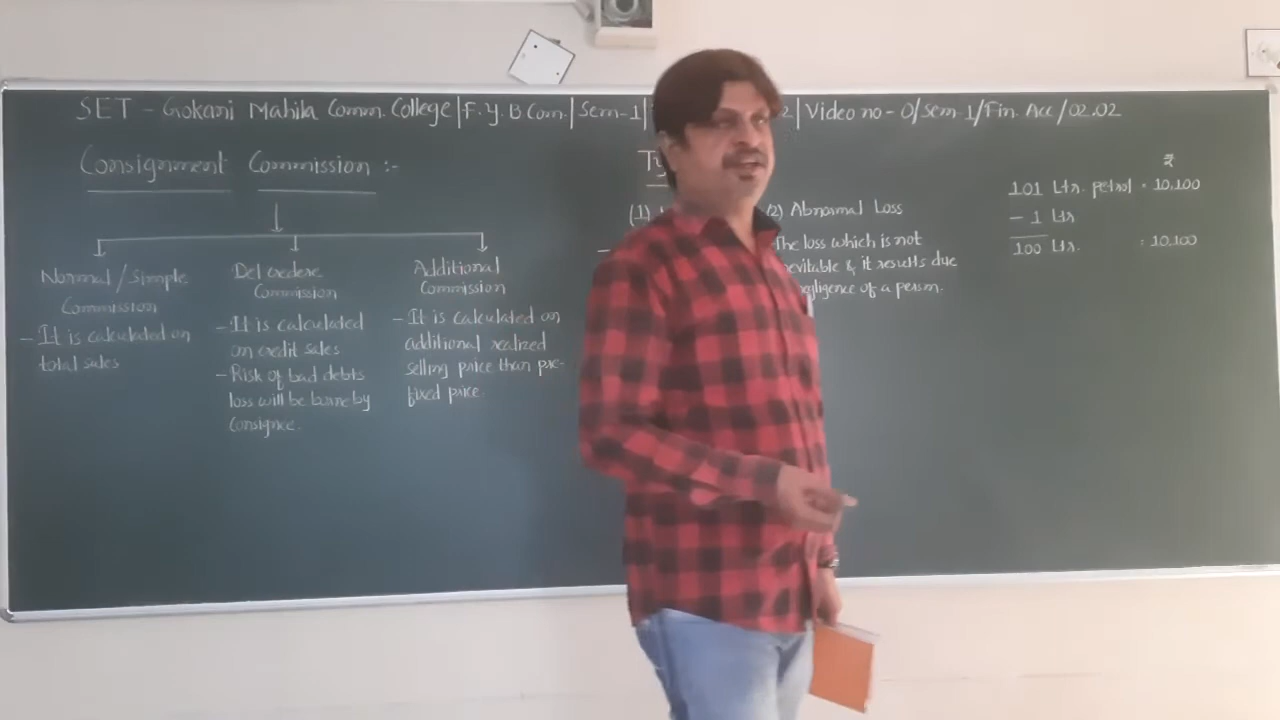 SET - Gokani Mahila Comm. College | F. Y. B Com. | Sem-1 | 2 | Video no - O/Sem 1/Fin. Acc/02.02
Consignment Commission :-
Normal/Simple
Commission
- It is calculated on
total sales
Del credere
Commission
- It is calculated
on credit sales
- Risk of bad debts
loss will be borne by
Consignee.
Additional
Commission
- It is calculated on
additional realized
selling price than pre-
fixed price.
Ty
(1)
(2) Abnormal Loss
-The loss which is not
evitable & it results due
negligence of a person.
₹
101 Ltr. petrol = 10,100
- 1 Ltr
100 Ltr. = 10,100